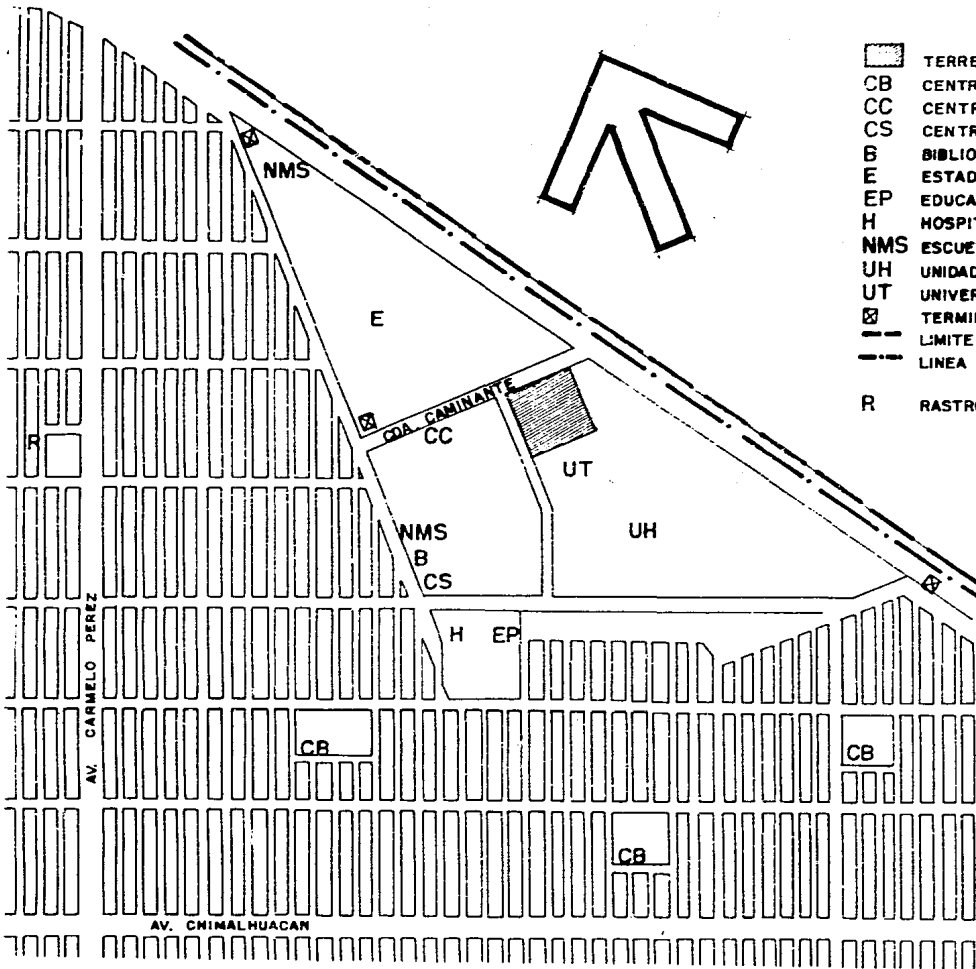 TERRE
CB CENTR
CC CENTR
CS CENTR
B BIBLIO
E ESTAD
EP EDUCA
H HOSPIT
NMS ESCUE
UH UNIDAD
UT UNIVER
TERMIN
LIMITE
LINEA
R RASTRO
NMS
E
CDA. CAMINANTE
CC
R
UT
NMS
UH
B
CS
H EP
AV. CARMELO PEREZ
CB
CB
CB
AV. CHIMALHUACAN